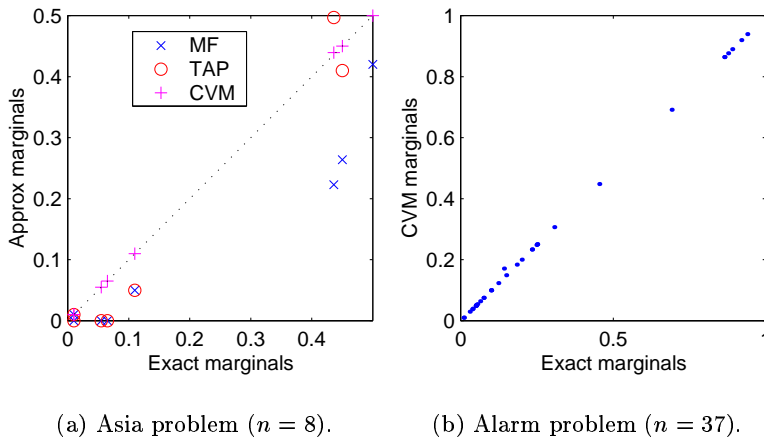 0.5
0.4
0.3
0.2
0.1
0
0
0.1
0.2
0.3
0.4
Approx marginals
Exact marginals
MF
TAP
CVM
1
0.8
0.6
0.4
0.2
0
0
0.5
1
CVM marginals
Exact marginals
(a) Asia problem (n = 8).
(b) Alarm problem (n = 37).